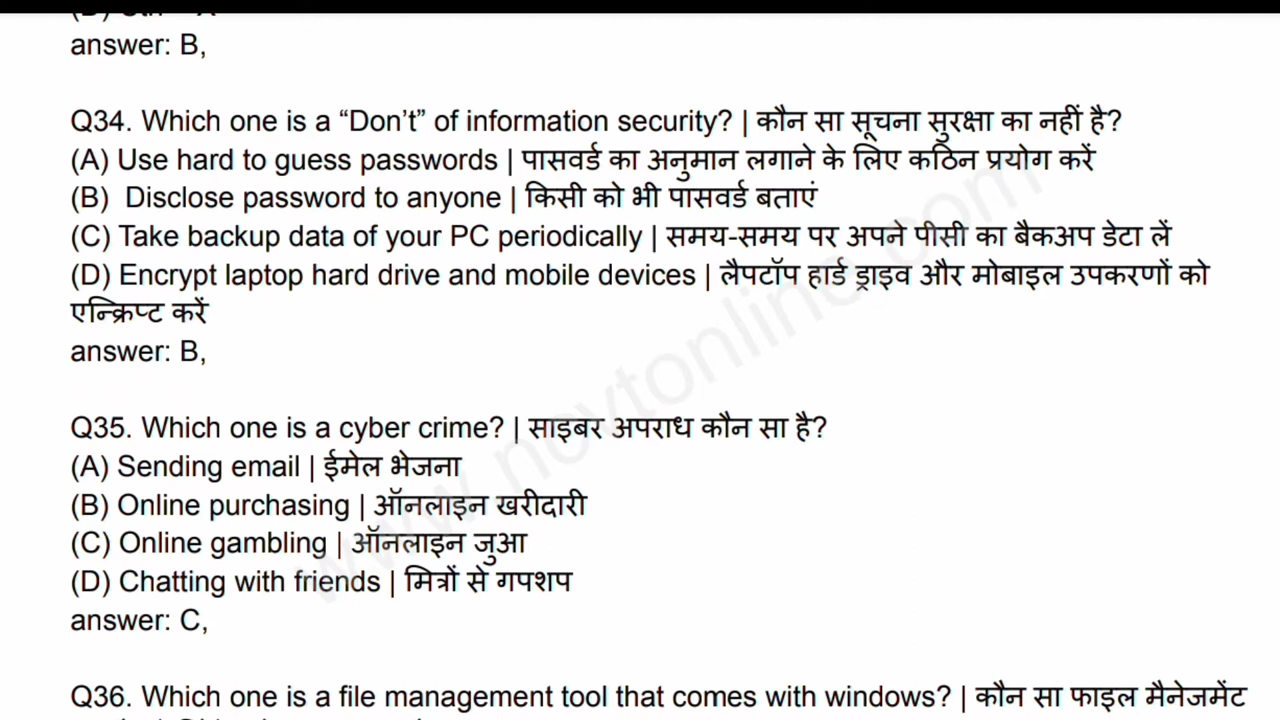 answer: B,
Q34. Which one is a “Don’t” of information security? | कौन सा सूचना सुरक्षा का नहीं है?
(A) Use hard to guess passwords | पासवर्ड का अनुमान लगाने के लिए कठिन प्रयोग करें
(B)  Disclose password to anyone | किसी को भी पासवर्ड बताएं
(C) Take backup data of your PC periodically | समय-समय पर अपने पीसी का बैकअप डेटा लें
(D) Encrypt laptop hard drive and mobile devices | लैपटॉप हार्ड ड्राइव और मोबाइल उपकरणों को
एन्क्रिप्ट करें
answer: B,
Q35. Which one is a cyber crime? | साइबर अपराध कौन सा है?
(A) Sending email | ईमेल भेजना
(B) Online purchasing | ऑनलाइन खरीदारी
(C) Online gambling | ऑनलाइन जुआ
(D) Chatting with friends | मित्रों से गपशप
answer: C,
Q36. Which one is a file management tool that comes with windows? | कौन सा फाइल मैनेजमेंट
www.novtonline.com